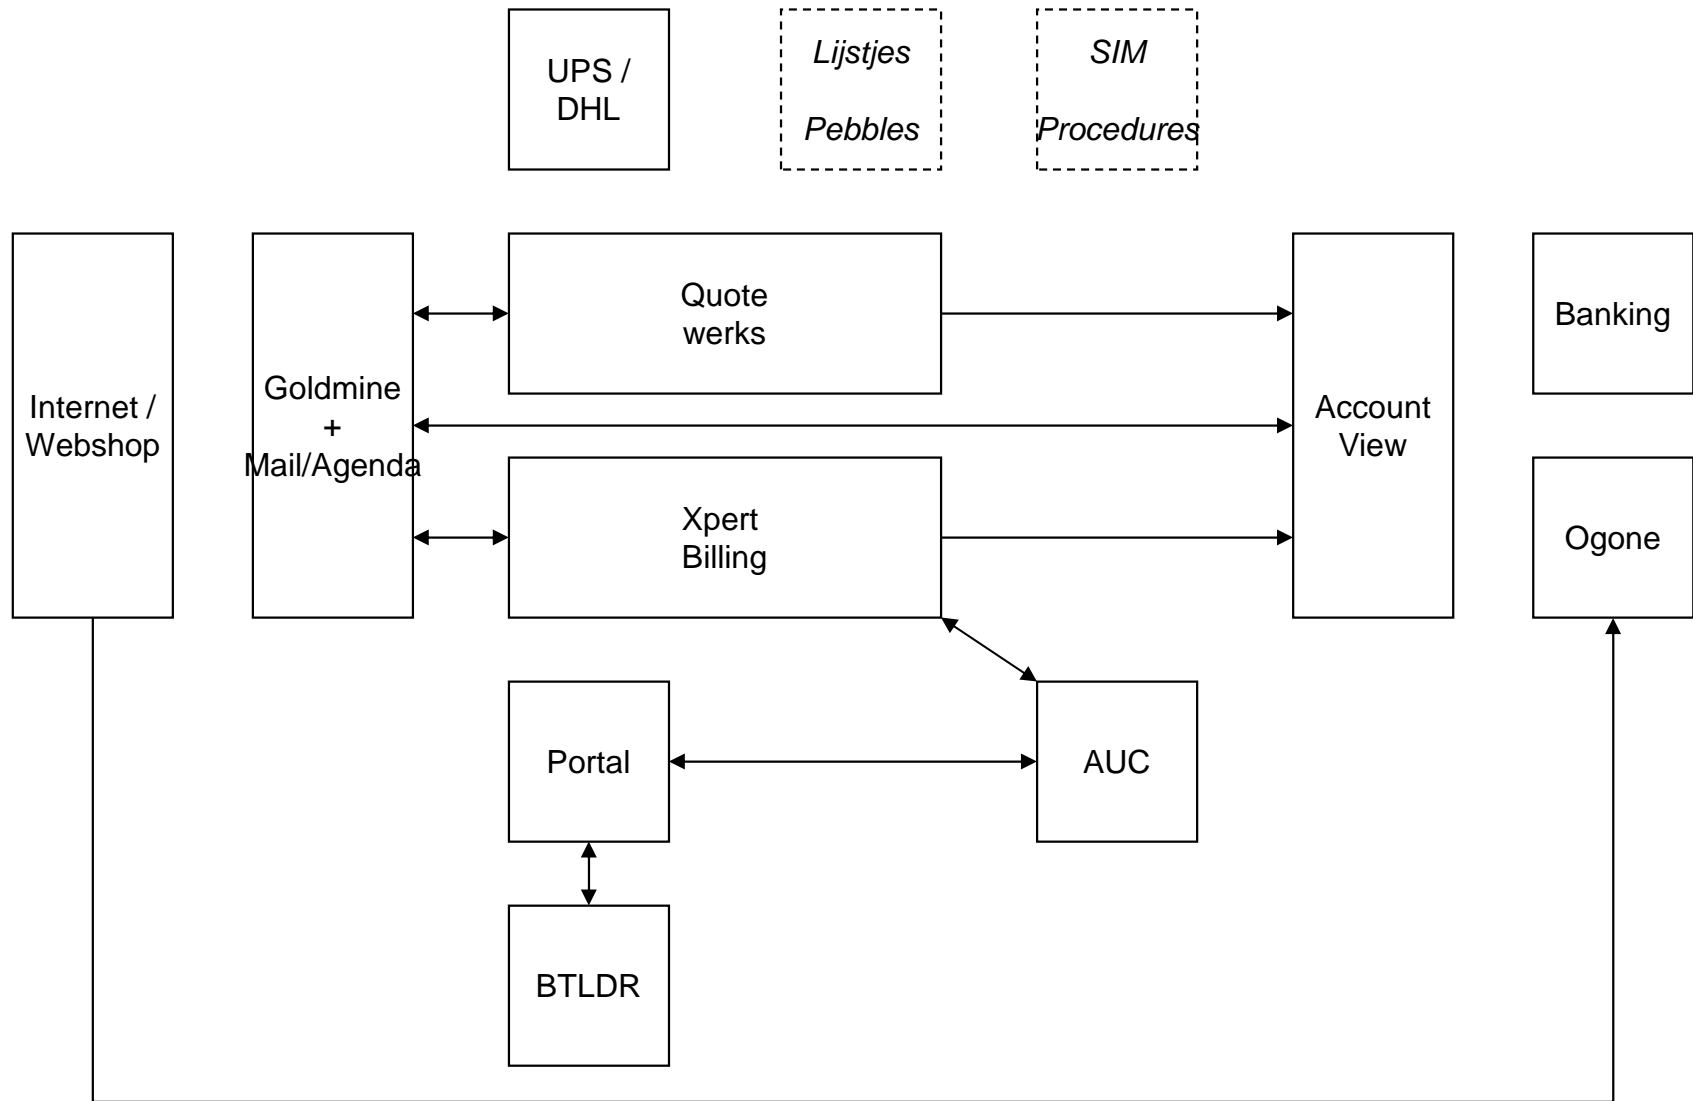 UPS /
DHL
Lijstjes
Pebbles
SIM
Procedures
Internet /
Webshop
Goldmine
+
Mail/Agenda
Quote
werks
Account
View
Banking
Xpert
Billing
Ogone
Portal
AUC
BTLDR